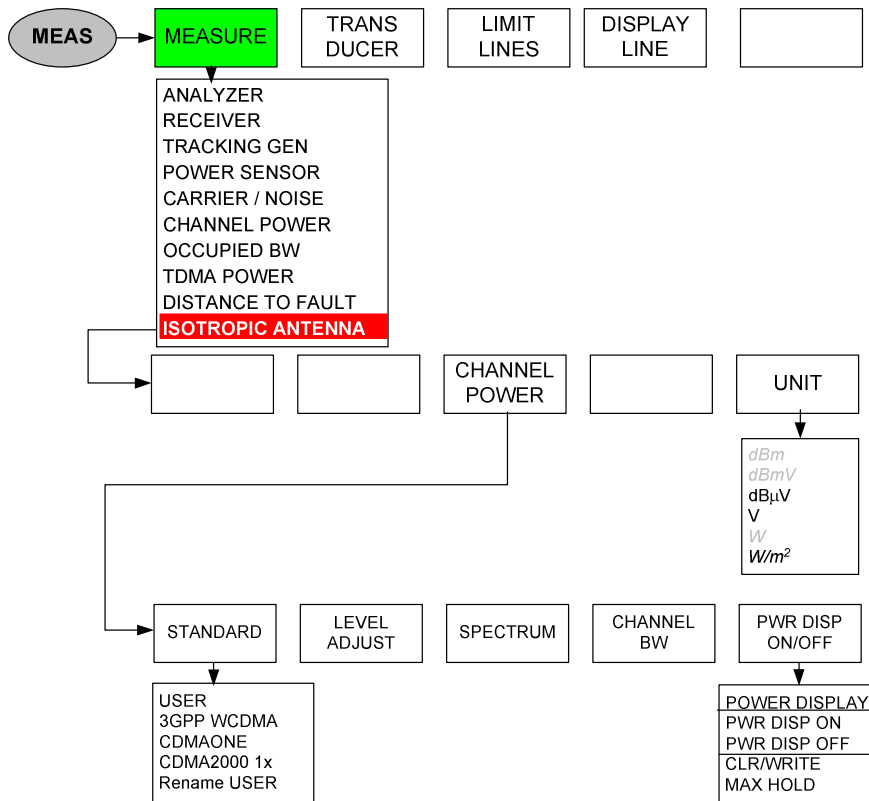 MEAS
MEASURE
TRANS
DUCER
LIMIT
LINES
DISPLAY
LINE
ANALYZER
RECEIVER
TRACKING GEN
POWER SENSOR
CARRIER / NOISE
CHANNEL POWER
OCCUPIED BW
TDMA POWER
DISTANCE TO FAULT
ISOTROPIC ANTENNA
CHANNEL
POWER
UNIT
dBm
dBmV
dBμV
V
W
W/m²
STANDARD
LEVEL
ADJUST
SPECTRUM
CHANNEL
BW
PWR DISP
ON/OFF
USER
3GPP WCDMA
CDMAONE
CDMA2000 1x
Rename USER
POWER DISPLAY
PWR DISP ON
PWR DISP OFF
CLR/WRITE
MAX HOLD